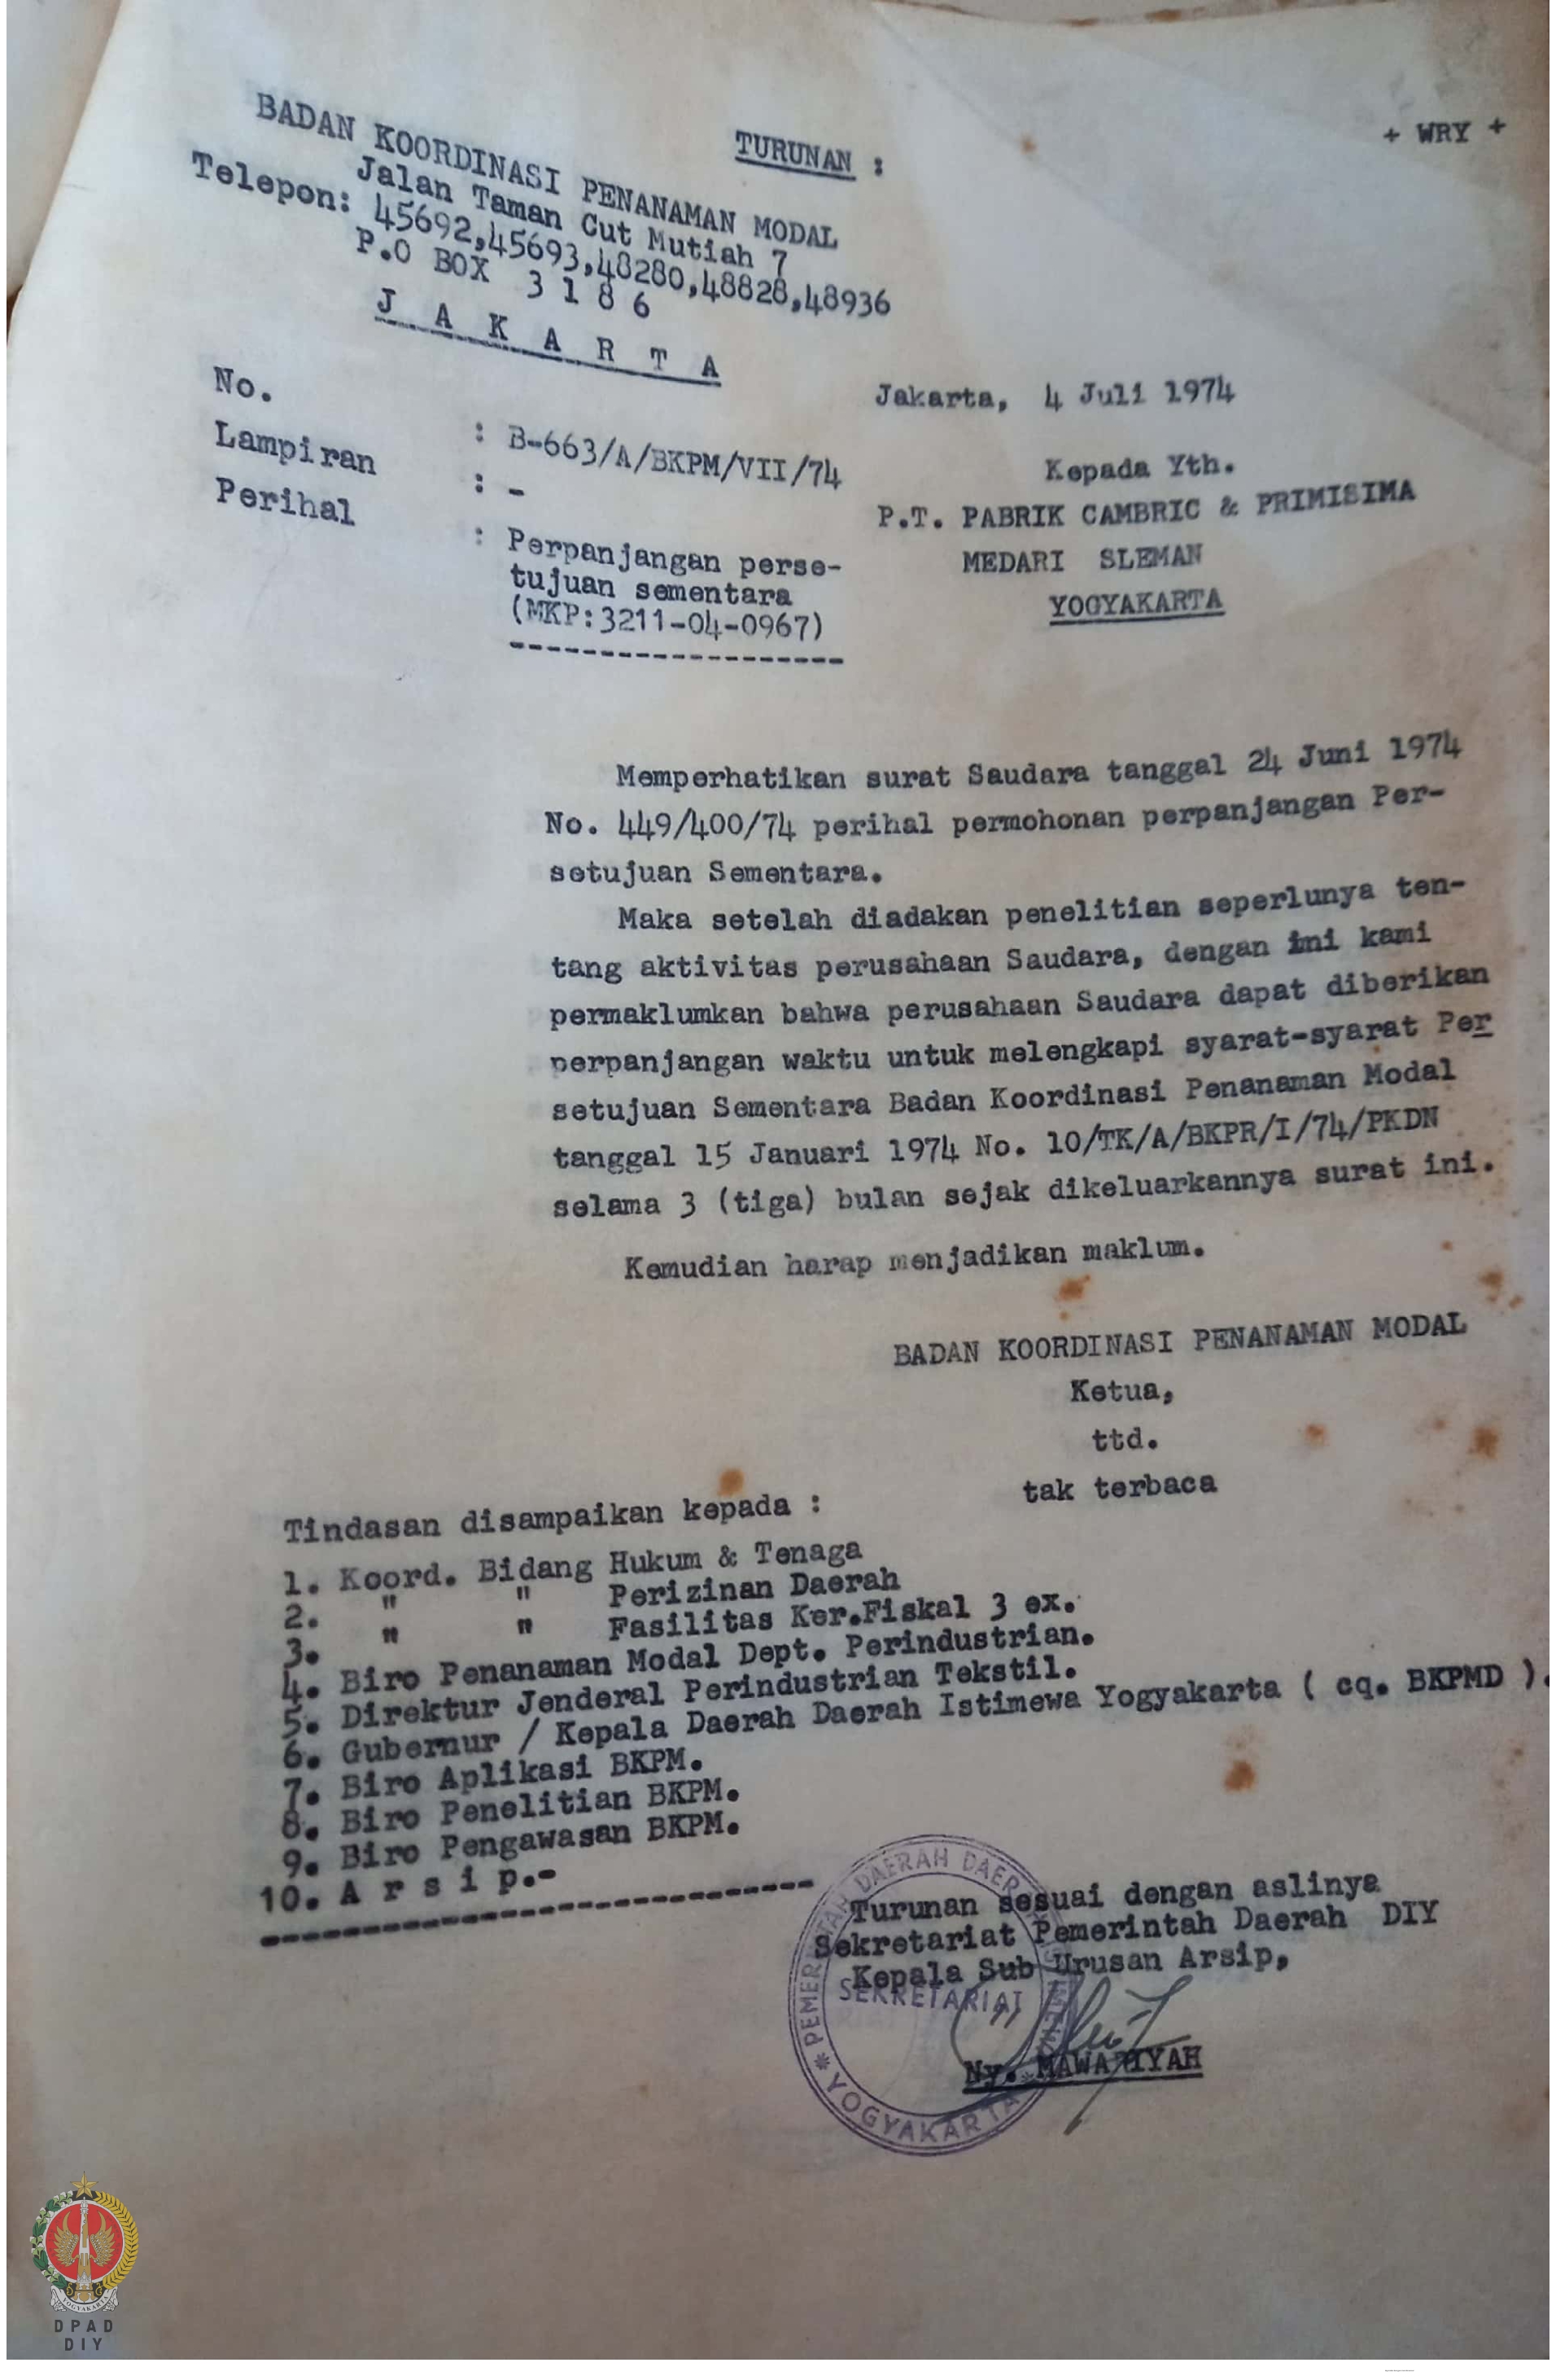 TURUNAN :
+ WRY +
BADAN KOORDINASI PENANAMAN MODAL
Jalan Taman Cut Mutiah 7
Telepon: 45692,45693,48280,48828,48936
P.O BOX 3 1 8 6
J A K A R T A
Jakarta, 4 Juli 1974
No. : B-663/A/BKPM/VII/74
Lampiran : -
Perihal : Perpanjangan perse-
tujuan sementara
(MKP:3211-04-0967)
Kepada Yth.
P.T. PABRIK CAMBRIC & PRIMISIMA
MEDARI SLEMAN
YOGYAKARTA
Memperhatikan surat Saudara tanggal 24 Juni 1974
No. 449/400/74 perihal permohonan perpanjangan Per-
setujuan Sementara.
Maka setelah diadakan penelitian seperlunya ten-
tang aktivitas perusahaan Saudara, dengan ini kami
permaklumkan bahwa perusahaan Saudara dapat diberikan
perpanjangan waktu untuk melengkapi syarat-syarat Per
setujuan Sementara Badan Koordinasi Penanaman Modal
tanggal 15 Januari 1974 No. 10/TK/A/BKPR/I/74/PKDN
selama 3 (tiga) bulan sejak dikeluarkannya surat ini.
Kemudian harap menjadikan maklum.
BADAN KOORDINASI PENANAMAN MODAL
Ketua,
ttd.
tak terbaca
Tindasan disampaikan kepada :
1. Koord. Bidang Hukum & Tenaga
2. " " Perizinan Daerah
3. " " Fasilitas Ker.Fiskal 3 ex.
4. Biro Penanaman Modal Dept. Perindustrian.
5. Direktur Jenderal Perindustrian Tekstil.
6. Gubernur / Kepala Daerah Daerah Istimewa Yogyakarta ( cq. BKPMD ).
7. Biro Aplikasi BKPM.
8. Biro Penelitian BKPM.
9. Biro Pengawasan BKPM.
10. A r s i p.-
Turunan sesuai dengan aslinya
Sekretariat Pemerintah Daerah DIY
Kepala Sub Urusan Arsip,
PEMERINTAH DAERAH DAERAH ISTIMEWA
SEKRETARIAT
YOGYAKARTA
Ny. MAWARIYAH
YOGYAKARTA
DPAD
DIY